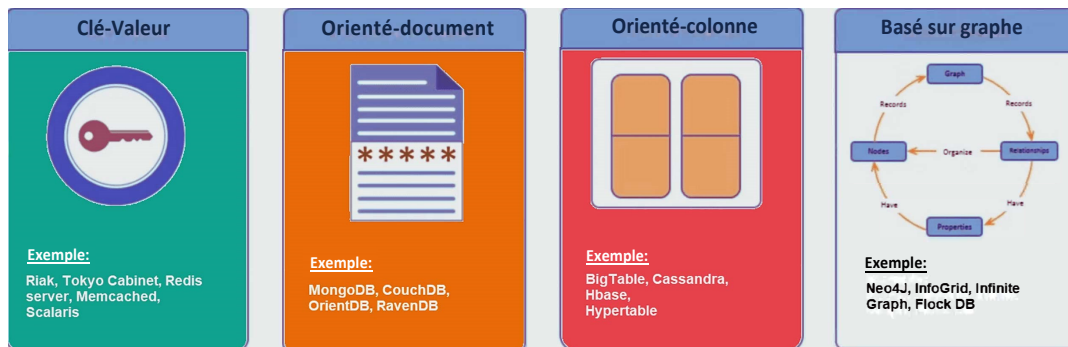 Clé-Valeur
Exemple:
Riak, Tokyo Cabinet, Redis
server, Memcached,
Scalaris
Orienté-document
*****
Exemple:
MongoDB, CouchDB,
OrientDB, RavenDB
Orienté-colonne
Exemple:
BigTable, Cassandra,
Hbase,
Hypertable
Basé sur graphe
Graph
Records
Records
Nodes
Organize
Relationships
Have
Have
Properties
Exemple:
Neo4J, InfoGrid, Infinite
Graph, Flock DB